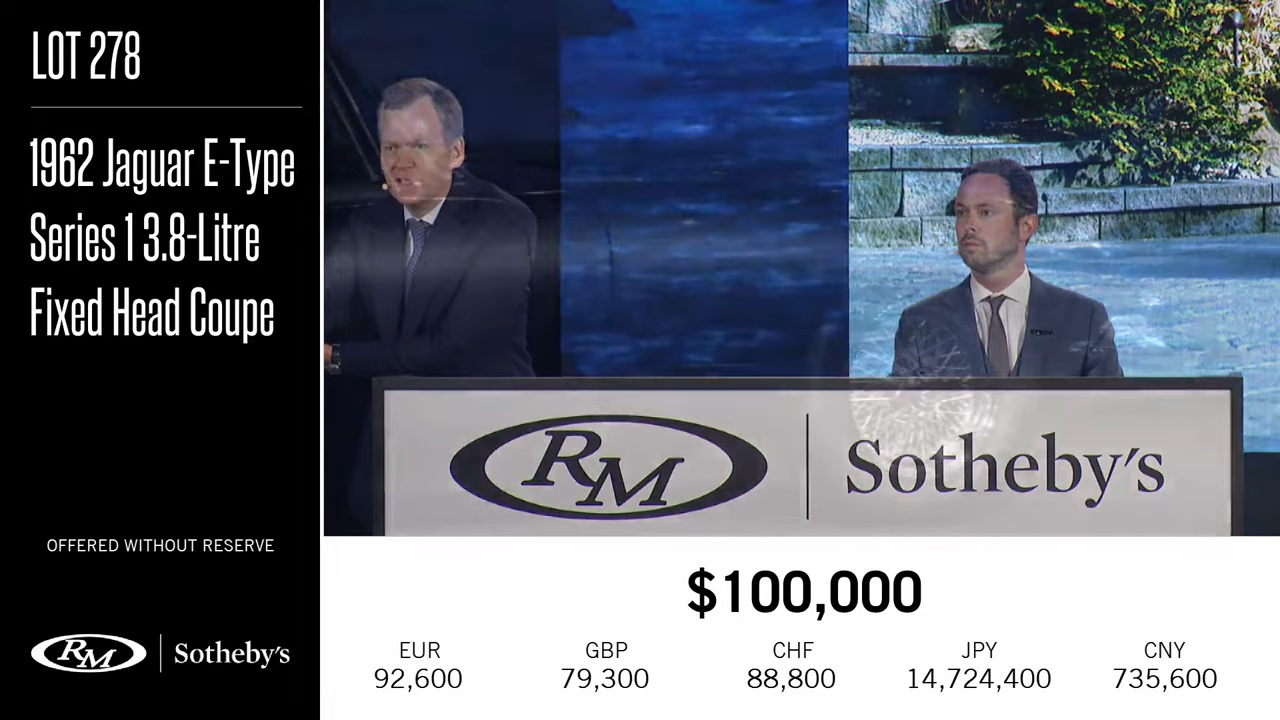 LOT 278
1962 Jaguar E-Type
Series 1 3.8-Litre
Fixed Head Coupe
OFFERED WITHOUT RESERVE
RM | Sotheby's
RM | Sotheby's
$100,000
EUR GBP CHF JPY CNY
92,600 79,300 88,800 14,724,400 735,600